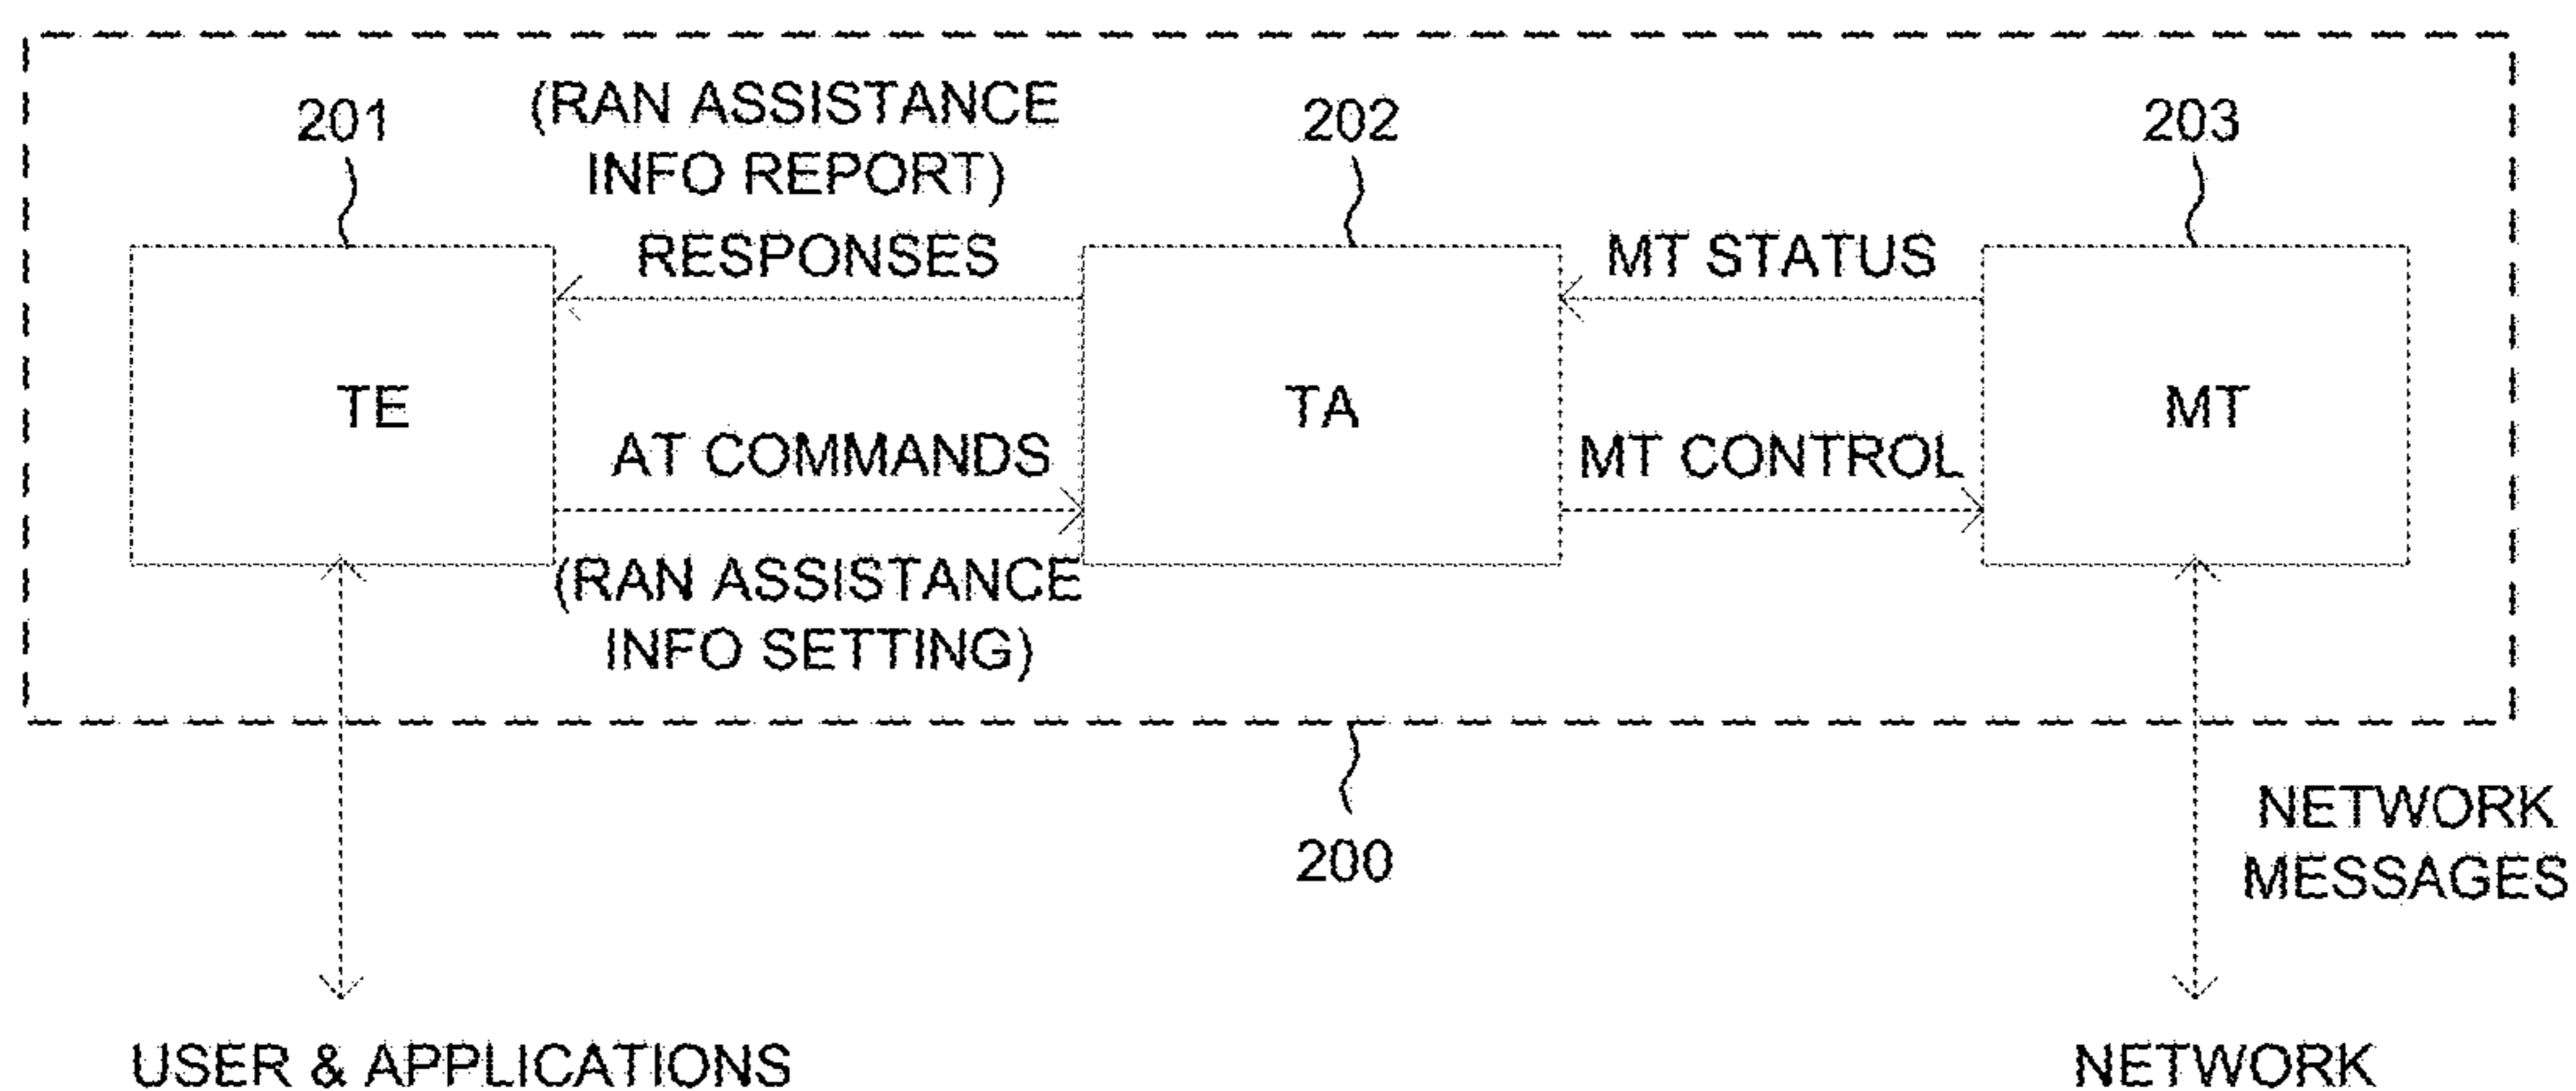 201
(RAN ASSISTANCE
INFO REPORT)
RESPONSES
202
203
MT STATUS
TE
TA
MT
AT COMMANDS
MT CONTROL
(RAN ASSISTANCE
INFO SETTING)
200
NETWORK
MESSAGES
USER & APPLICATIONS
NETWORK